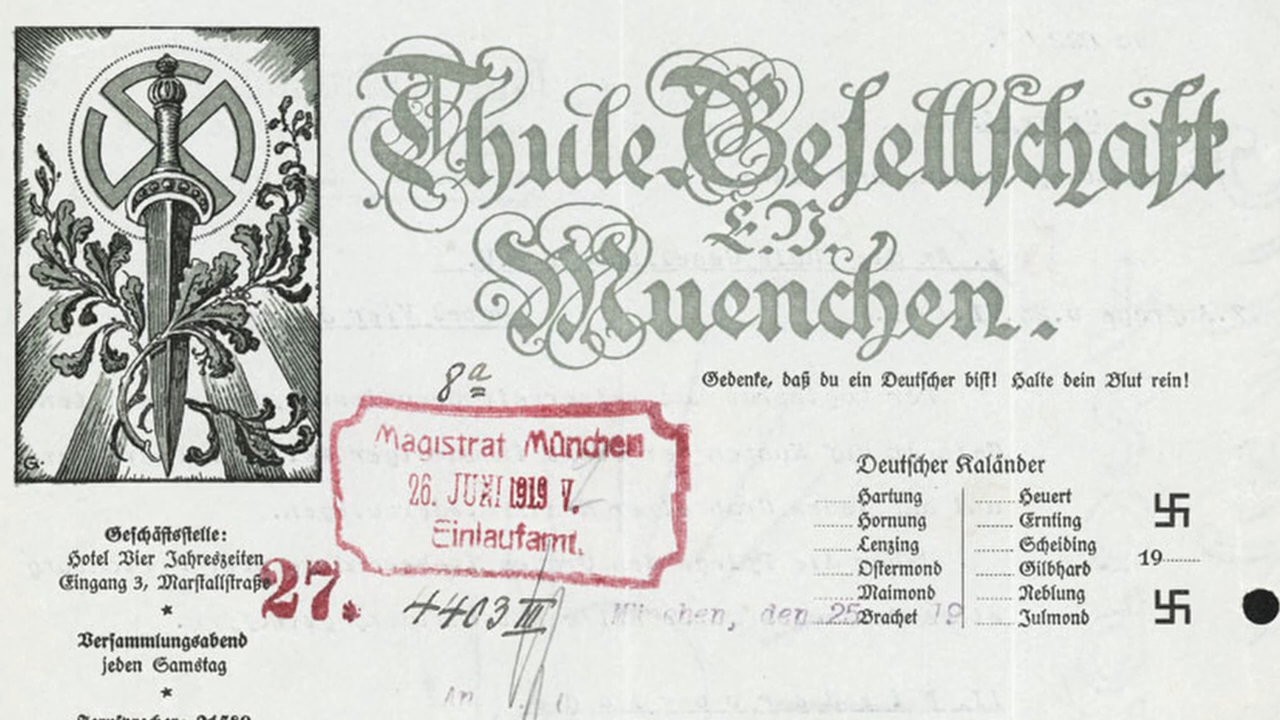 Thule-Gesellschaft
E.V.
Muenchen.
Gedenke, daß du ein Deutscher bist! Halte dein Blut rein!
8a
Magistrat München
26. JUNI 1919 V
Einlaufamt.
27.
4403 III
Deutscher Kalánder
Hartung
Hornung
Lenzing
Ostermond
Maimond
Brachet
Heuert
Ernting
Scheiding
Gilbhard
Neblung
Julmond
19
München, den 25 19
Geschäftsstelle:
Hotel Vier Jahreszeiten
Eingang 3, Marstallstraße
Versammlungsabend
jeden Samstag
An
G.